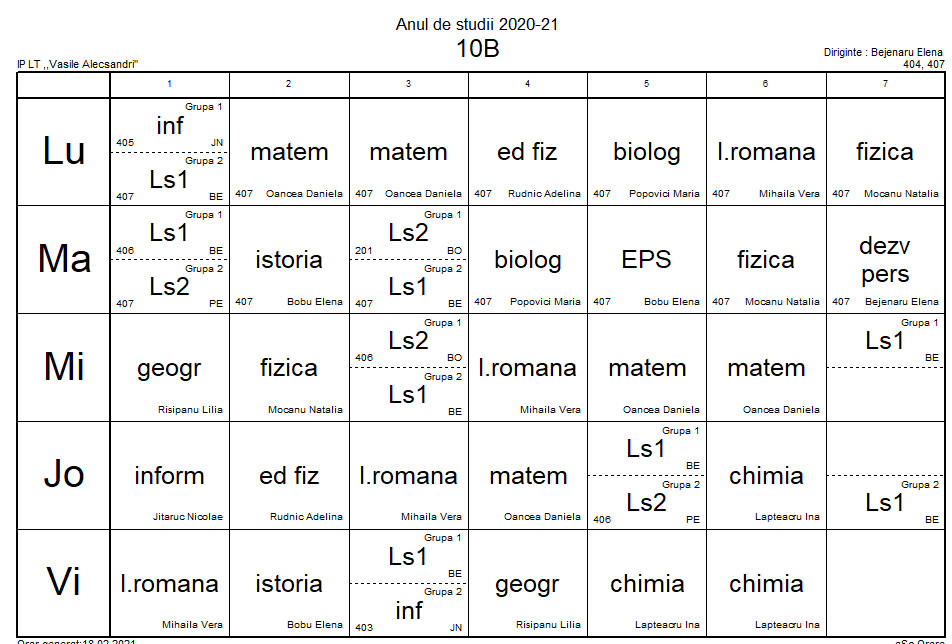 Anul de studii 2020-21
10B
IP LT ,,Vasile Alecsandri"
Diriginte : Bejenaru Elena
404, 407
1 2 3 4 5 6 7
Lu
Grupa 1
inf
405 JN
Grupa 2
Ls1
407 BE
matem
407 Oancea Daniela
matem
407 Oancea Daniela
ed fiz
407 Rudnic Adelina
biolog
407 Popovici Maria
l.romana
407 Mihaila Vera
fizica
407 Mocanu Natalia
Ma
Grupa 1
Ls1
406 BE
Grupa 2
Ls2
407 PE
istoria
407 Bobu Elena
Grupa 1
Ls2
201 BO
Grupa 2
Ls1
407 BE
biolog
407 Popovici Maria
EPS
407 Bobu Elena
fizica
407 Mocanu Natalia
dezv
pers
407 Bejenaru Elena
Mi
geogr
Risipanu Lilia
fizica
Mocanu Natalia
Grupa 1
Ls2
406 BO
Grupa 2
Ls1
BE
l.romana
Mihaila Vera
matem
Oancea Daniela
matem
Oancea Daniela
Grupa 1
Ls1
BE
Jo
inform
Jitaruc Nicolae
ed fiz
Rudnic Adelina
l.romana
Mihaila Vera
matem
Oancea Daniela
Grupa 1
Ls1
BE
Grupa 2
Ls2
406 PE
chimia
Lapteacru Ina
Grupa 2
Ls1
BE
Vi
l.romana
Mihaila Vera
istoria
Bobu Elena
Grupa 1
Ls1
BE
Grupa 2
inf
403 JN
geogr
Risipanu Lilia
chimia
Lapteacru Ina
chimia
Lapteacru Ina
Orar generat:18.02.2021
aSc Orare